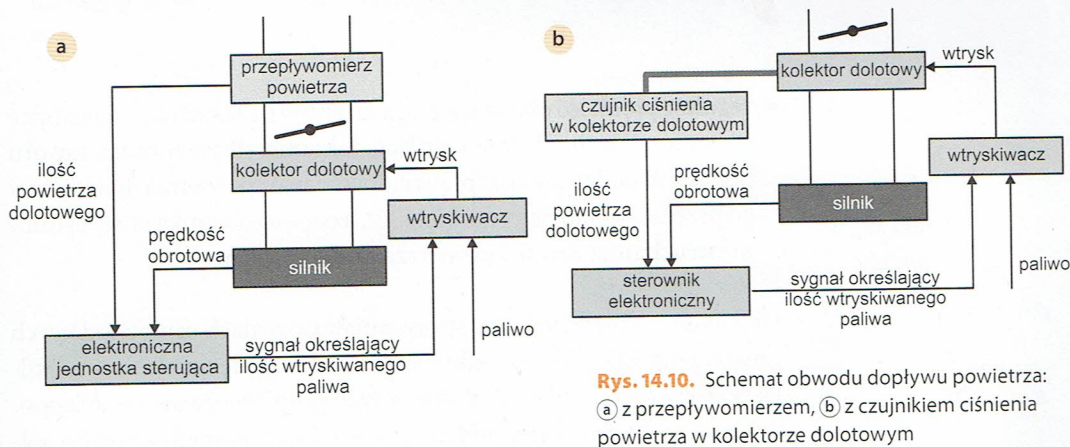 a
przepływomierz
powietrza
kolektor dolotowy
wtrysk
wtryskiwacz
ilość
powietrza
dolotowego
prędkość
obrotowa
silnik
paliwo
elektroniczna
jednostka sterująca
sygnał określający
ilość wtryskiwanego
paliwa
b
kolektor dolotowy
wtrysk
czujnik ciśnienia
w kolektorze dolotowym
wtryskiwacz
ilość
powietrza
dolotowego
prędkość
obrotowa
silnik
sterownik
elektroniczny
sygnał określający
ilość wtryskiwanego
paliwa
paliwo
Rys. 14.10. Schemat obwodu dopływu powietrza:
a z przepływomierzem, b z czujnikiem ciśnienia
powietrza w kolektorze dolotowym